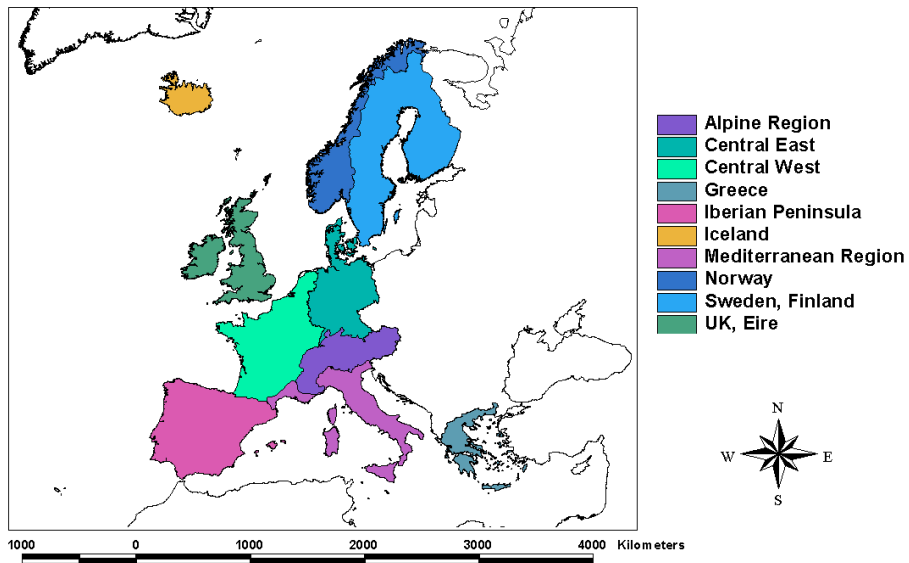 Alpine Region
Central East
Central West
Greece
Iberian Peninsula
Iceland
Mediterranean Region
Norway
Sweden, Finland
UK, Eire
N
W E
S
1000 0 1000 2000 3000 4000 Kilometers